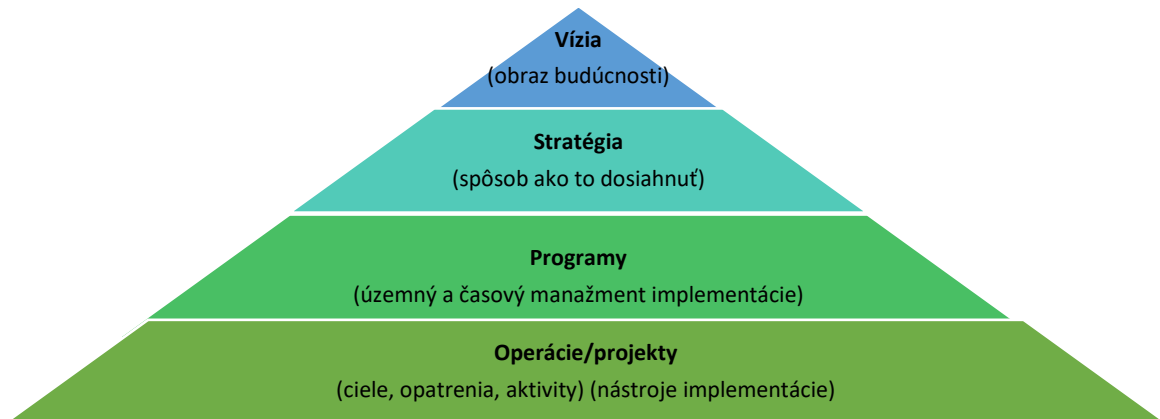 Vízia
(obraz budúcnosti)
Stratégia
(spôsob ako to dosiahnuť)
Programy
(územný a časový manažment implementácie)
Operácie/projekty
(ciele, opatrenia, aktivity) (nástroje implementácie)